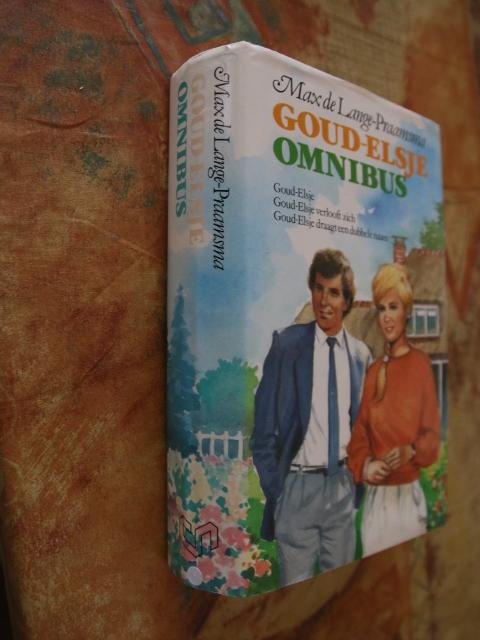 Max de Lange-Praamsma
GOUD-ELSJE
OMNIBUS
Goud-Elsje
Goud-Elsje verlooft zich
Goud-Elsje draagt een dubbele naam
Max de Lange-Praamsma
GOUD-ELSJE
OMNIBUS